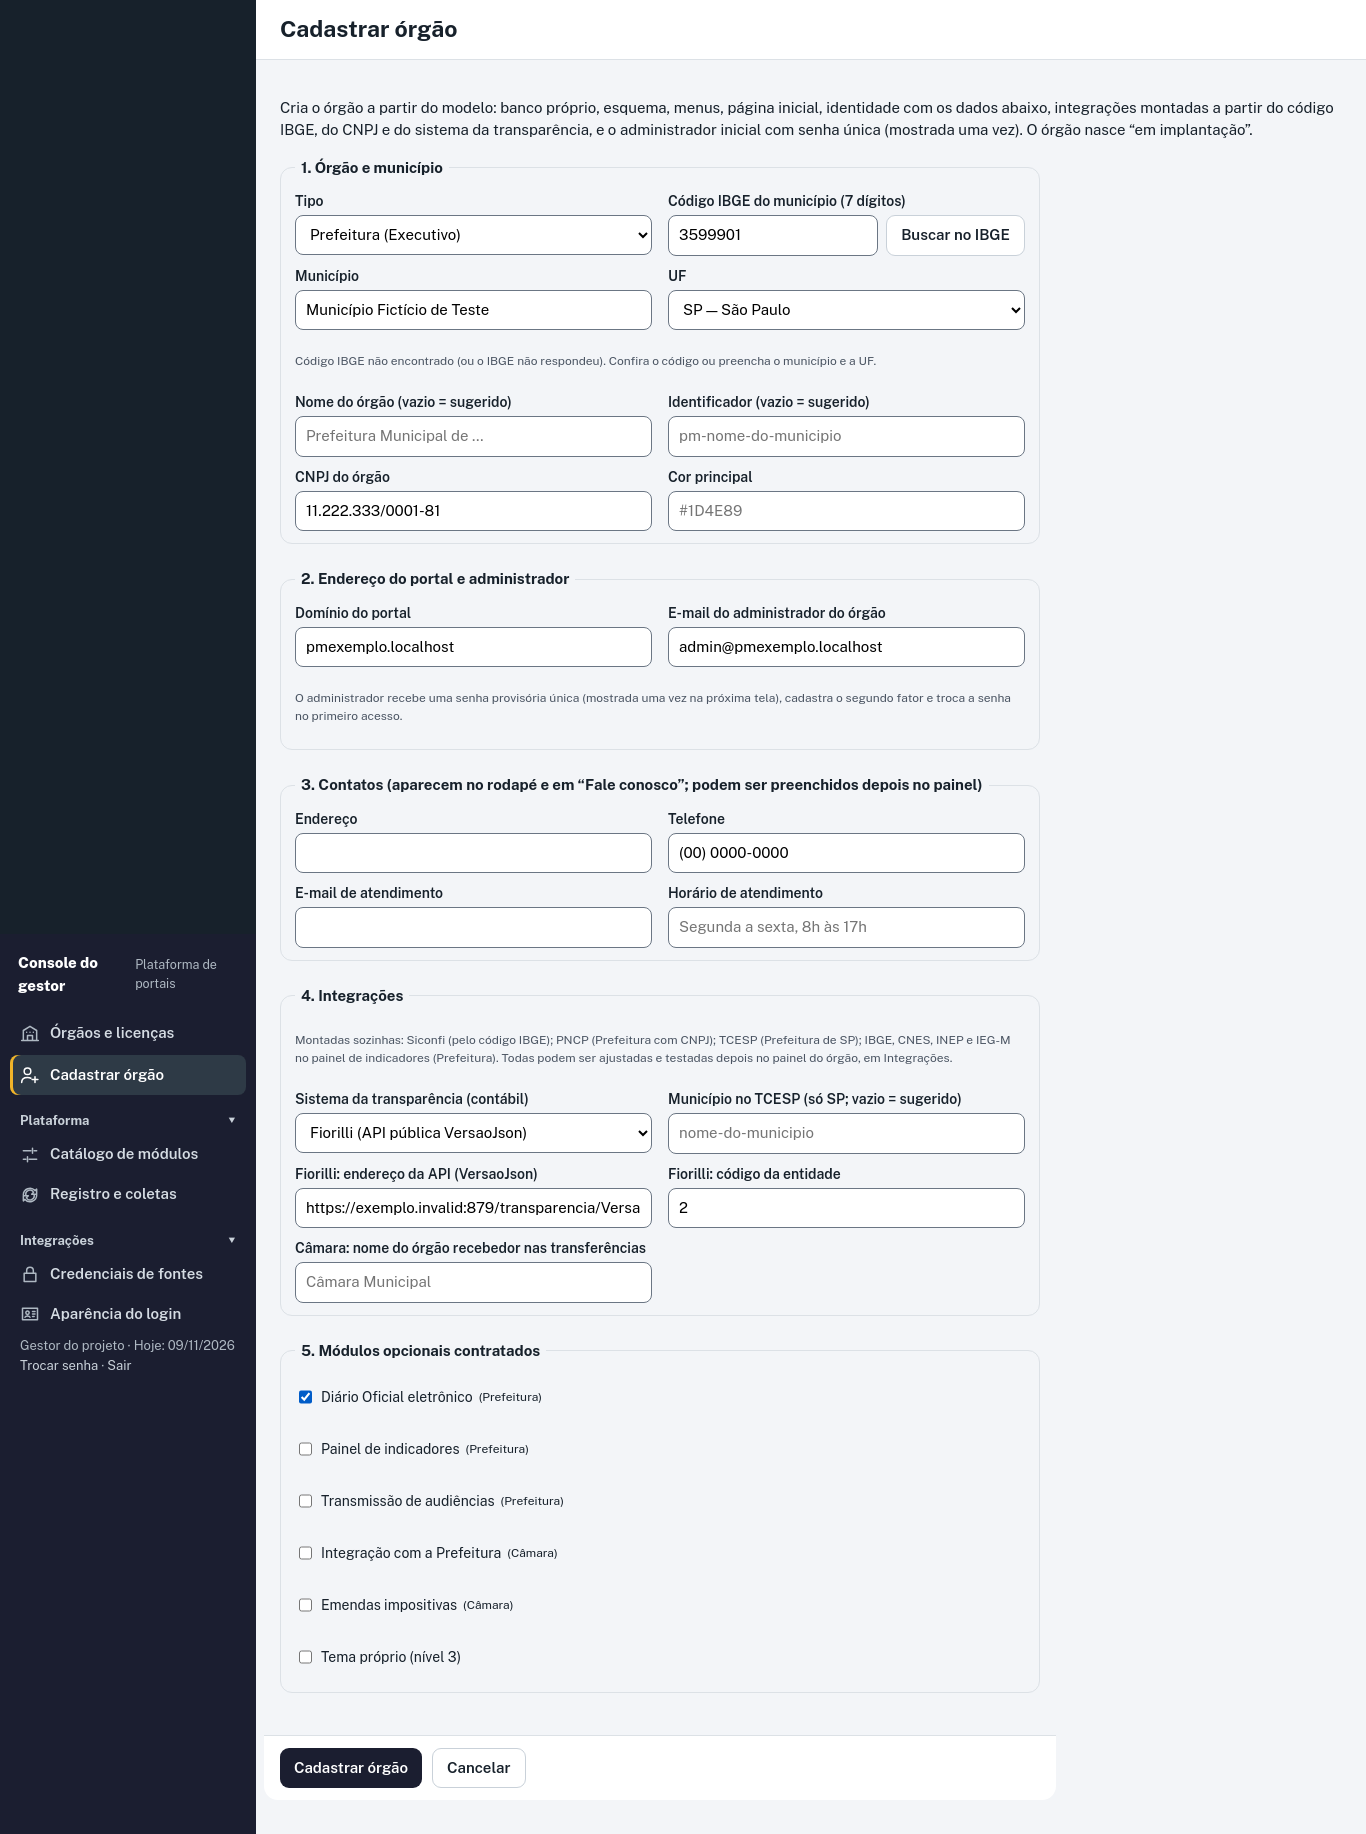 Cadastrar órgão
Cria o órgão a partir do modelo: banco próprio, esquema, menus, página inicial, identidade com os dados abaixo, integrações montadas a partir do código
IBGE, do CNPJ e do sistema da transparência, e o administrador inicial com senha única (mostrada uma vez). O órgão nasce “em implantação”.
1. Órgão e município
Tipo
Código IBGE do município (7 dígitos)
Prefeitura (Executivo)
3599901
Buscar no IBGE
Município
UF
Município Fictício de Teste
SP — São Paulo
Código IBGE não encontrado (ou o IBGE não respondeu). Confira o código ou preencha o município e a UF.
Nome do órgão (vazio = sugerido)
Identificador (vazio = sugerido)
Prefeitura Municipal de ...
pm-nome-do-municipio
CNPJ do órgão
Cor principal
11.222.333/0001-81
#1D4E89
2. Endereço do portal e administrador
Domínio do portal
E-mail do administrador do órgão
pmexemplo.localhost
admin@pmexemplo.localhost
O administrador recebe uma senha provisória única (mostrada uma vez na próxima tela), cadastra o segundo fator e troca a senha
no primeiro acesso.
3. Contatos (aparecem no rodapé e em “Fale conosco”; podem ser preenchidos depois no painel)
Endereço
Telefone
(00) 0000-0000
E-mail de atendimento
Horário de atendimento
Segunda a sexta, 8h às 17h
4. Integrações
Montadas sozinhas: Siconfi (pelo código IBGE); PNCP (Prefeitura com CNPJ); TCESP (Prefeitura de SP); IBGE, CNES, INEP e IEG-M
no painel de indicadores (Prefeitura). Todas podem ser ajustadas e testadas depois no painel do órgão, em Integrações.
Sistema da transparência (contábil)
Município no TCESP (só SP; vazio = sugerido)
Fiorilli (API pública VersaoJson)
nome-do-municipio
Fiorilli: endereço da API (VersaoJson)
Fiorilli: código da entidade
https://exemplo.invalid:879/transparencia/Versa
2
Câmara: nome do órgão recebedor nas transferências
Câmara Municipal
5. Módulos opcionais contratados
Diário Oficial eletrônico (Prefeitura)
Painel de indicadores (Prefeitura)
Transmissão de audiências (Prefeitura)
Integração com a Prefeitura (Câmara)
Emendas impositivas (Câmara)
Tema próprio (nível 3)
Cadastrar órgão
Cancelar
Console do
gestor
Plataforma de
portais
Órgãos e licenças
Cadastrar órgão
Plataforma
Catálogo de módulos
Registro e coletas
Integrações
Credenciais de fontes
Aparência do login
Gestor do projeto · Hoje: 09/11/2026
Trocar senha · Sair